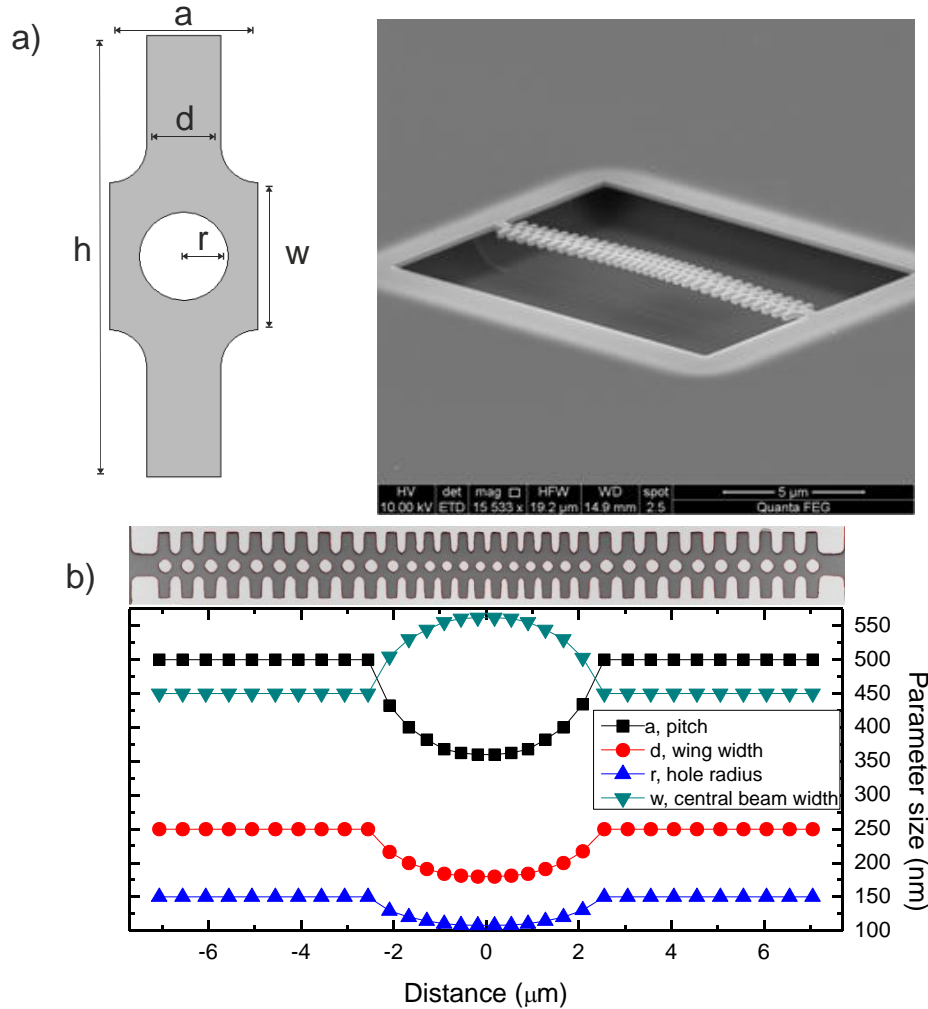 a)
a
d
h
r
w
HV det mag □ HFW WD spot
10.00 kV ETD 15 533 x 19.2 µm 14.9 mm 2.5
5 µm
Quanta FEG
b)
a, pitch
d, wing width
r, hole radius
w, central beam width
550
500
450
400
350
300
250
200
150
100
Parameter size (nm)
-6 -4 -2 0 2 4 6
Distance (µm)